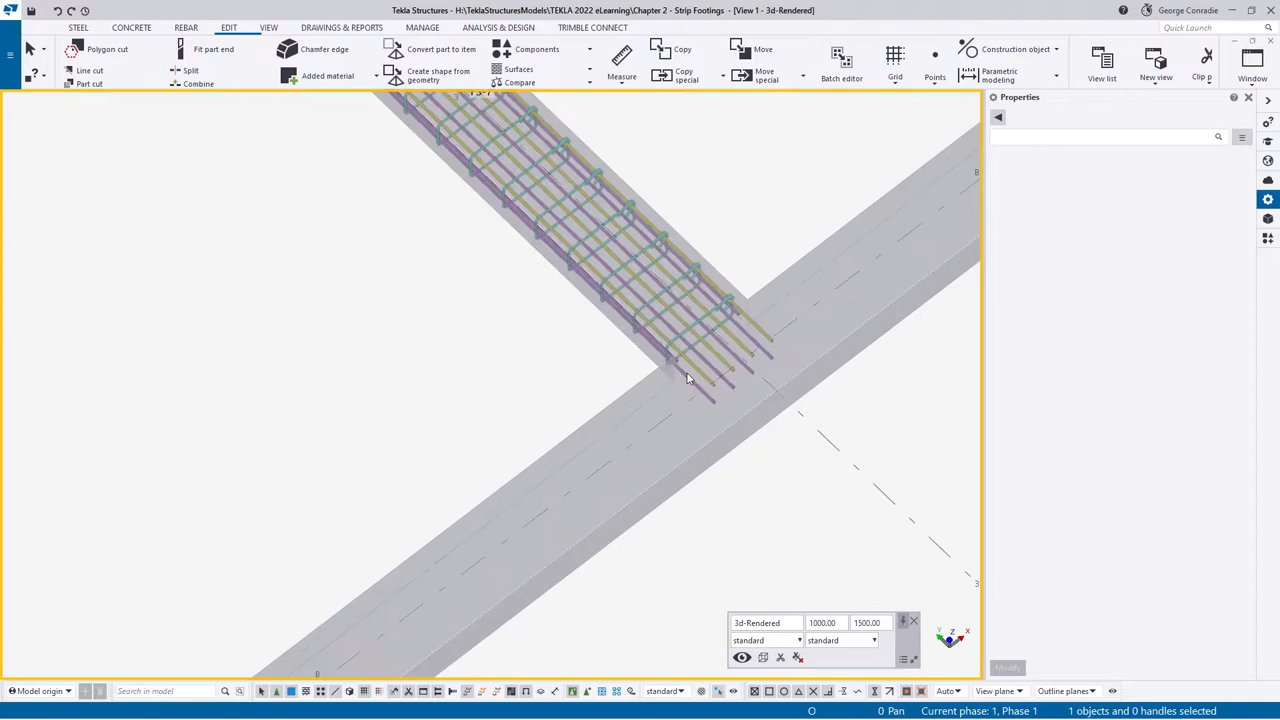 Tekla Structures - H:\TeklaStructuresModels\TEKLA 2022 eLearning\Chapter 2 - Strip Footings - [View 1 - 3d-Rendered]
George Conradie
STEEL
CONCRETE
REBAR
EDIT
VIEW
DRAWINGS & REPORTS
MANAGE
ANALYSIS & DESIGN
TRIMBLE CONNECT
Quick Launch
Polygon cut
Line cut
Part cut
Fit part end
Split
Combine
Chamfer edge
Added material
Convert part to item
Create shape from geometry
Components
Surfaces
Compare
Measure
Copy
Copy special
Move
Move special
Batch editor
Grid
Points
Construction object
Parametric modeling
View list
New view
Clip p
Window
Properties
3
B
3
B
3d-Rendered
1000.00
1500.00
standard
standard
Z
Y
X
Modify
Model origin
Search in model
standard
Auto
View plane
Outline planes
O
0 Pan
Current phase: 1, Phase 1
1 objects and 0 handles selected